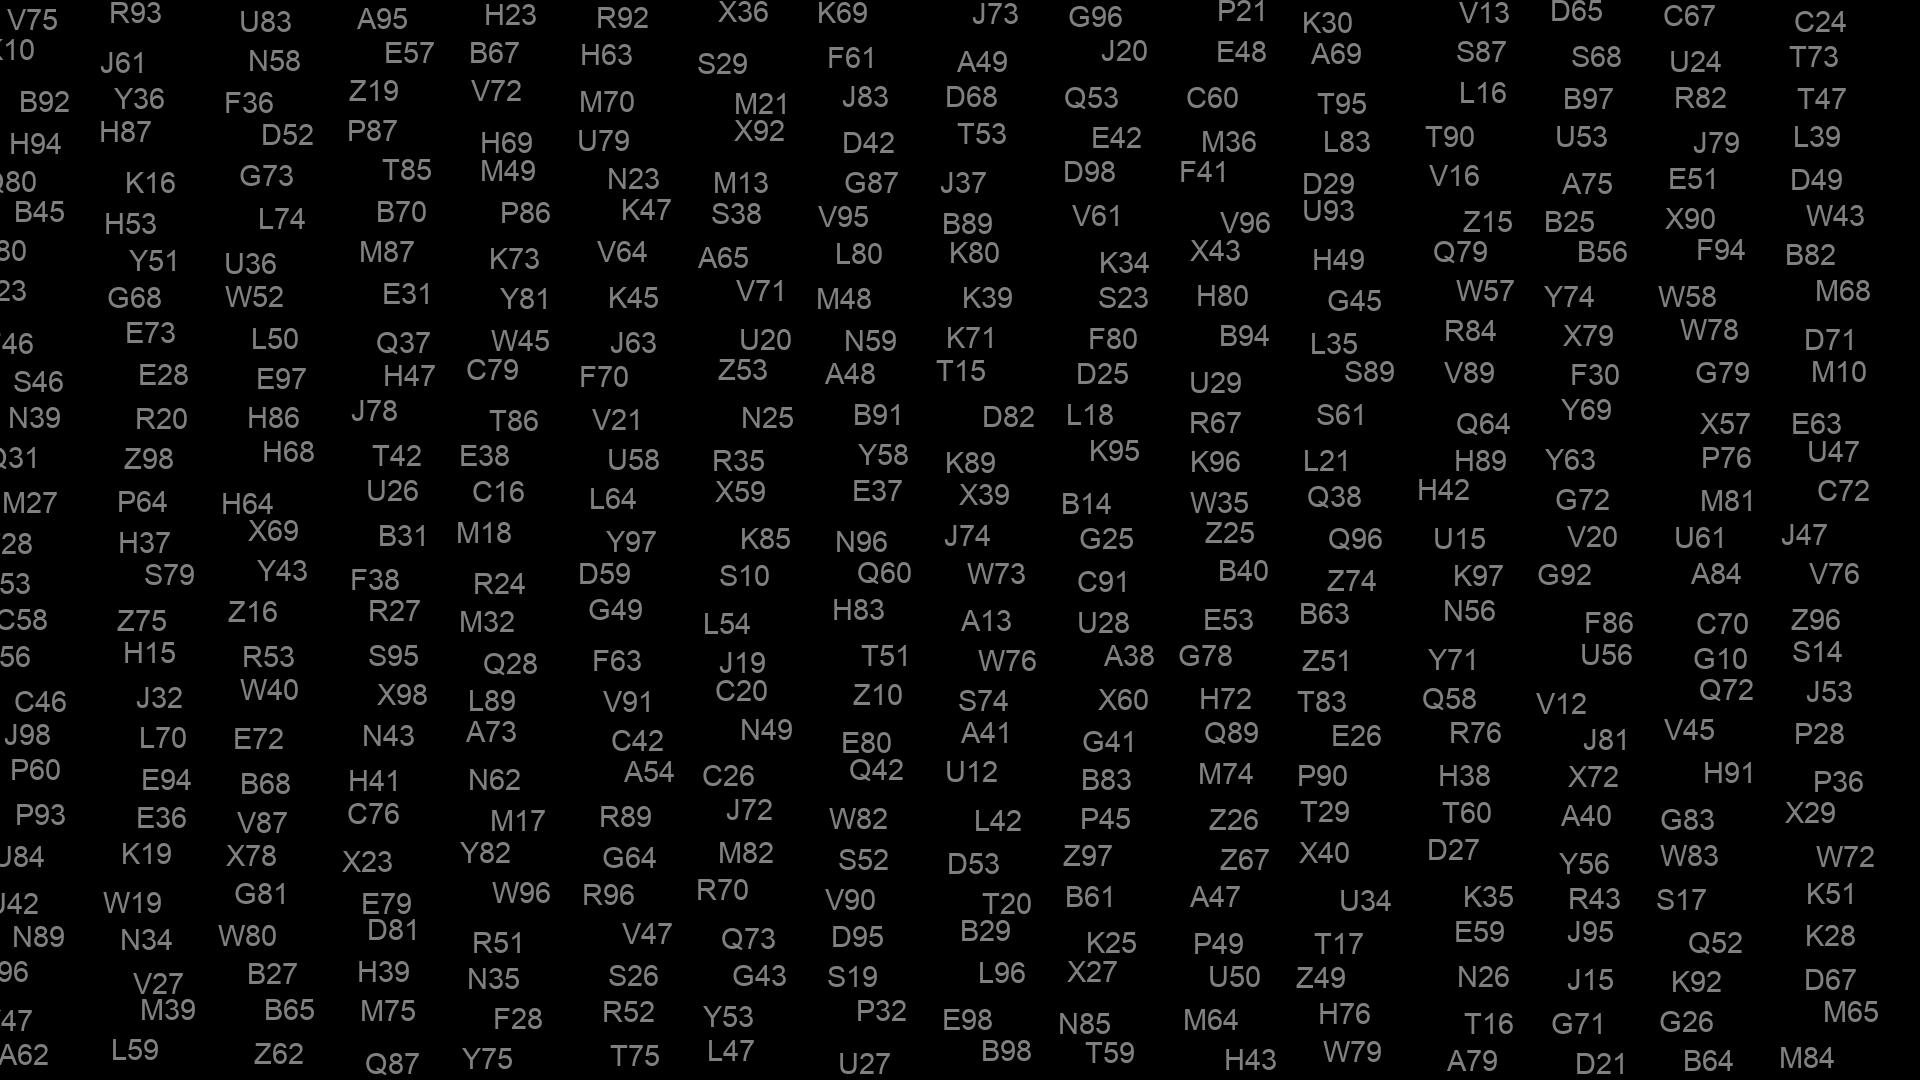 V75 R93 U83 A95 H23 R92 X36 K69 J73 G96 P21 K30 V13 D65 C67 C24
J61 N58 E57 B67 H63 S29 F61 A49 J20 E48 A69 S87 S68 U24 T73
B92 Y36 F36 Z19 V72 M70 M21 J83 D68 Q53 C60 T95 L16 B97 R82 T47
H94 H87 D52 P87 H69 U79 X92 D42 T53 E42 M36 L83 T90 U53 J79 L39
K16 G73 T85 M49 N23 M13 G87 J37 D98 F41 D29 V16 A75 E51 D49
B45 H53 L74 B70 P86 K47 S38 V95 B89 V61 V96 U93 Z15 B25 X90 W43
80 Y51 U36 M87 K73 V64 A65 L80 K80 K34 X43 H49 Q79 B56 F94 B82
23 G68 W52 E31 Y81 K45 V71 M48 K39 S23 H80 G45 W57 Y74 W58 M68
46 E73 L50 Q37 W45 J63 U20 N59 K71 F80 B94 L35 R84 X79 W78 D71
S46 E28 E97 H47 C79 F70 Z53 A48 T15 D25 U29 S89 V89 F30 G79 M10
N39 R20 H86 J78 T86 V21 N25 B91 D82 L18 R67 S61 Q64 Y69 X57 E63
Q31 Z98 H68 T42 E38 U58 R35 Y58 K89 K95 K96 L21 H89 Y63 P76 U47
M27 P64 H64 U26 C16 L64 X59 E37 X39 B14 W35 Q38 H42 G72 M81 C72
28 H37 X69 B31 M18 Y97 K85 N96 J74 G25 Z25 Q96 U15 V20 U61 J47
53 S79 Y43 F38 R24 D59 S10 Q60 W73 C91 B40 Z74 K97 G92 A84 V76
C58 Z75 Z16 R27 M32 G49 L54 H83 A13 U28 E53 B63 N56 F86 C70 Z96
56 H15 R53 S95 Q28 F63 J19 T51 W76 A38 G78 Z51 Y71 U56 G10 S14
C46 J32 W40 X98 L89 V91 C20 Z10 S74 X60 H72 T83 Q58 V12 Q72 J53
J98 L70 E72 N43 A73 C42 N49 E80 A41 G41 Q89 E26 R76 J81 V45 P28
P60 E94 B68 H41 N62 A54 C26 Q42 U12 B83 M74 P90 H38 X72 H91 P36
P93 E36 V87 C76 M17 R89 J72 W82 L42 P45 Z26 T29 T60 A40 G83 X29
U84 K19 X78 X23 Y82 G64 M82 S52 D53 Z97 Z67 X40 D27 Y56 W83 W72
42 W19 G81 E79 W96 R96 R70 V90 T20 B61 A47 U34 K35 R43 S17 K51
N89 N34 W80 D81 R51 V47 Q73 D95 B29 K25 P49 T17 E59 J95 Q52 K28
96 V27 B27 H39 N35 S26 G43 S19 L96 X27 U50 Z49 N26 J15 K92 D67
47 M39 B65 M75 F28 R52 Y53 P32 E98 N85 M64 H76 T16 G71 G26 M65
A62 L59 Z62 Q87 Y75 T75 L47 U27 B98 T59 H43 W79 A79 D21 B64 M84